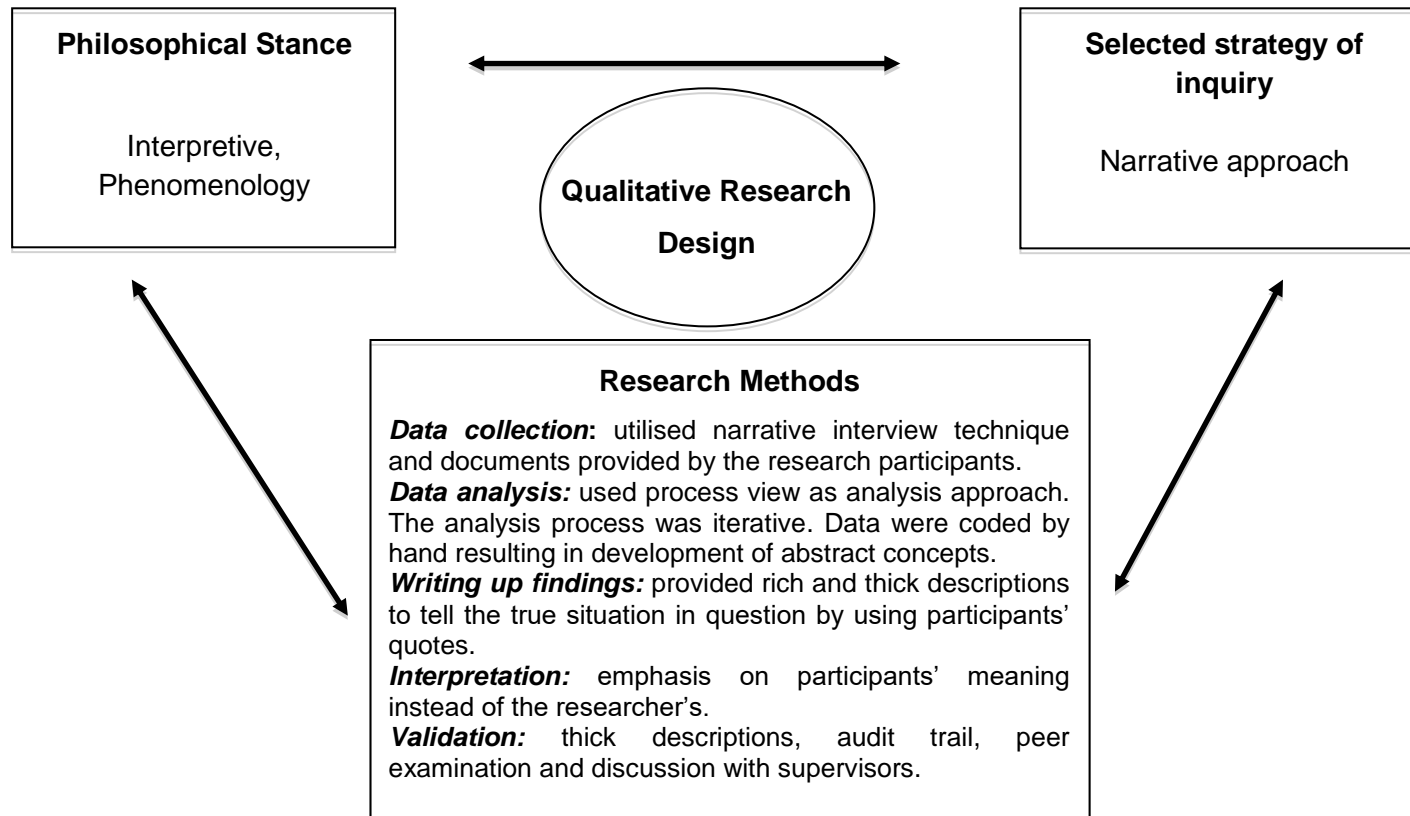 Philosophical Stance
Interpretive,
Phenomenology
Selected strategy of
inquiry
Narrative approach
Qualitative Research
Design
Research Methods
Data collection: utilised narrative interview technique
and documents provided by the research participants.
Data analysis: used process view as analysis approach.
The analysis process was iterative. Data were coded by
hand resulting in development of abstract concepts.
Writing up findings: provided rich and thick descriptions
to tell the true situation in question by using participants’
quotes.
Interpretation: emphasis on participants’ meaning
instead of the researcher’s.
Validation: thick descriptions, audit trail, peer
examination and discussion with supervisors.